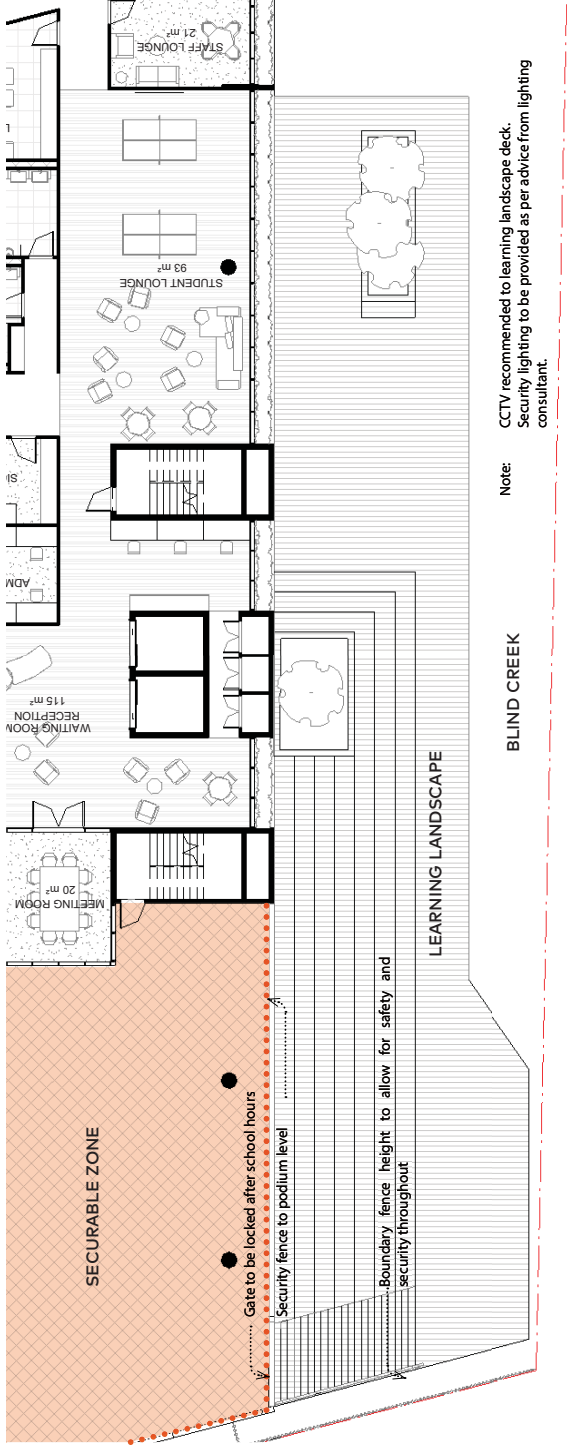 STAFF LOUNGE
21 m²
STUDENT LOUNGE
93 m²
WAITING ROOM
RECEPTION
115 m²
MEETING ROOM
20 m²
SECURABLE ZONE
Gate to be locked after school hours
Security fence to podium level
Boundary fence height to allow for safety and
security throughout
LEARNING LANDSCAPE
BLIND CREEK
Note: CCTV recommended to learning landscape deck.
Security lighting to be provided as per advice from lighting
consultant.